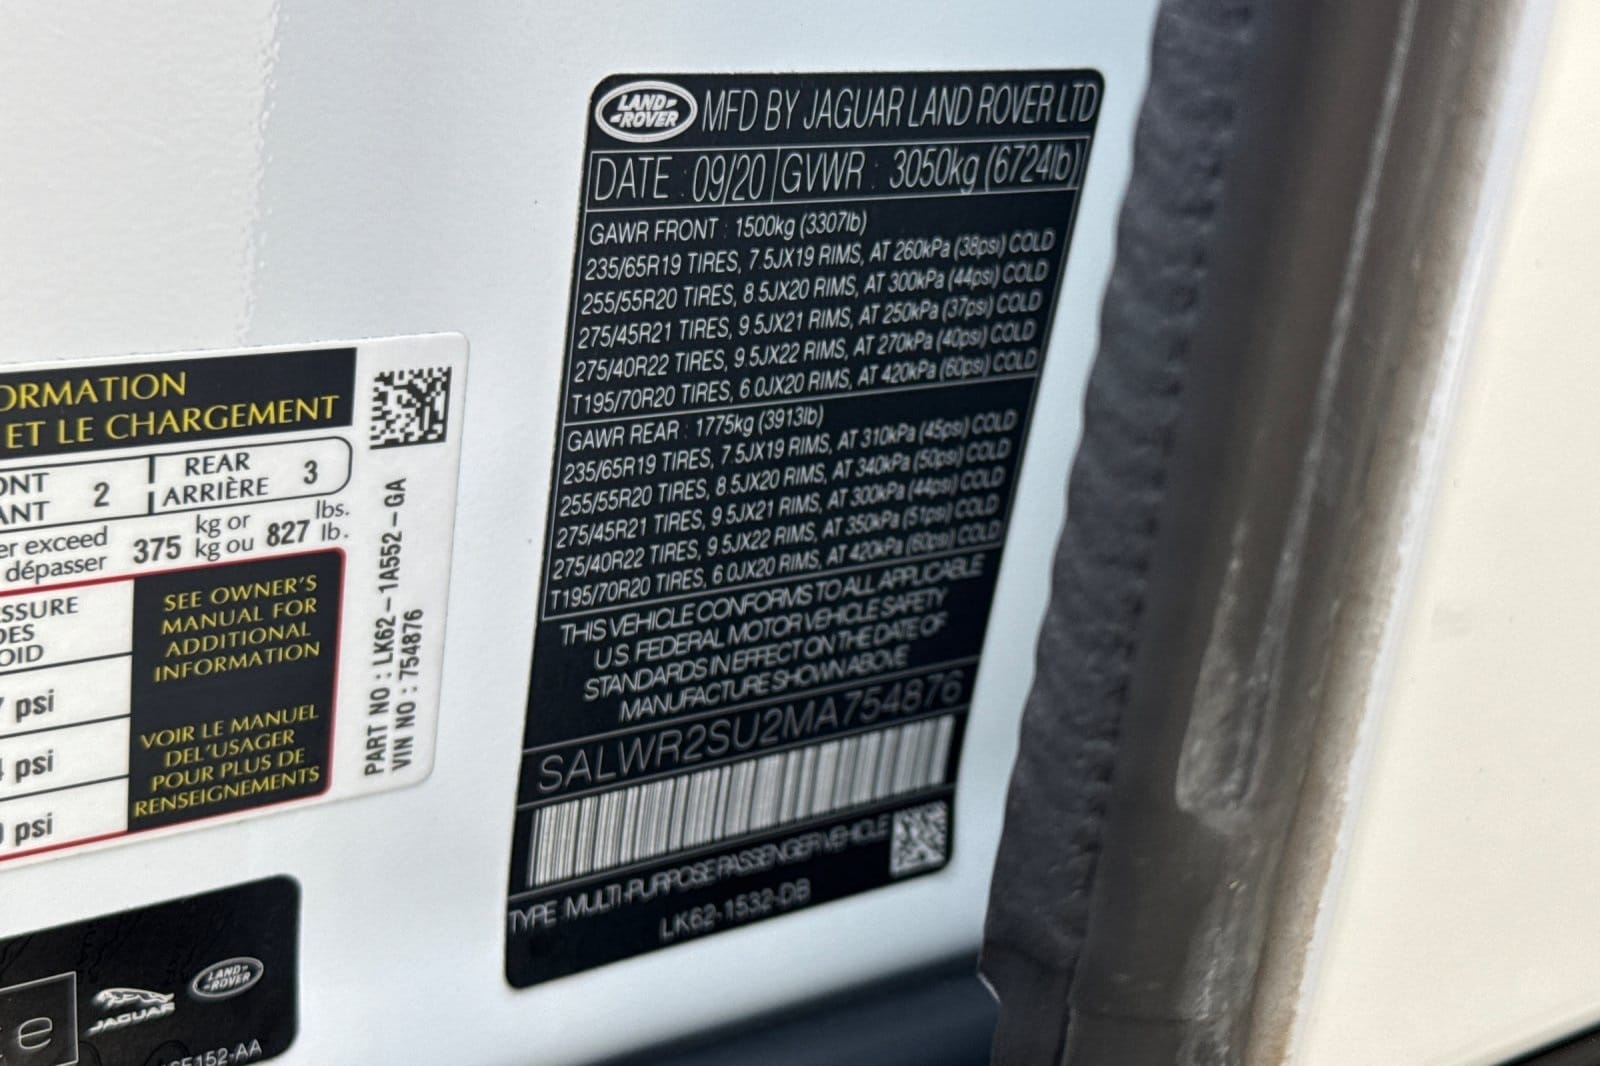 ORMATION
ET LE CHARGEMENT
ONT
ANT
2
REAR
ARRIÈRE
3
er exceed
dépasser
375
kg or
kg ou
827
lbs.
lb.
SSURE
DES
OID
psi
psi
psi
SEE OWNER'S
MANUAL FOR
ADDITIONAL
INFORMATION
VOIR LE MANUEL
DEL'USAGER
POUR PLUS DE
RENSEIGNEMENTS
PART NO : LK62-1A552-GA
VIN NO : 754876
LAND
ROVER
MFD BY JAGUAR LAND ROVER LTD
DATE : 09/20 GVWR : 3050kg (6724lb)
GAWR FRONT : 1500kg (3307lb)
235/65R19 TIRES, 7.5JX19 RIMS, AT 260kPa (38psi) COLD
255/55R20 TIRES, 8.5JX20 RIMS, AT 300kPa (44psi) COLD
275/45R21 TIRES, 9.5JX21 RIMS, AT 250kPa (37psi) COLD
275/40R22 TIRES, 9.5JX22 RIMS, AT 270kPa (40psi) COLD
T195/70R20 TIRES, 6.0JX20 RIMS, AT 420kPa (60psi) COLD
GAWR REAR : 1775kg (3913lb)
235/65R19 TIRES, 7.5JX19 RIMS, AT 310kPa (45psi) COLD
255/55R20 TIRES, 8.5JX20 RIMS, AT 340kPa (50psi) COLD
275/45R21 TIRES, 9.5JX21 RIMS, AT 300kPa (44psi) COLD
275/40R22 TIRES, 9.5JX22 RIMS, AT 350kPa (51psi) COLD
T195/70R20 TIRES, 6.0JX20 RIMS, AT 420kPa (60psi) COLD
THIS VEHICLE CONFORMS TO ALL APPLICABLE
U.S. FEDERAL MOTOR VEHICLE SAFETY
STANDARDS IN EFFECT ON THE DATE OF
MANUFACTURE SHOWN ABOVE
SALWR2SU2MA754876
TYPE MULTI-PURPOSE PASSENGER VEHICLE
LK62-1532-DB
e
JAGUAR
LAND
ROVER
152-AA